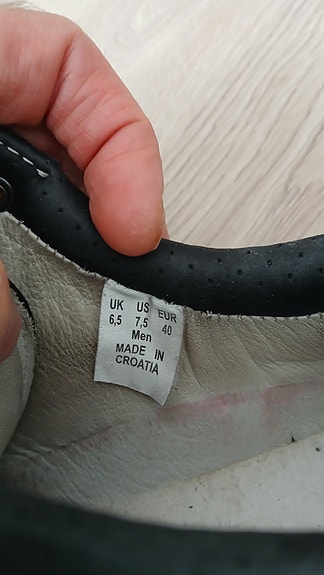 UK US EUR
6,5 7,5 40
Men
MADE IN
CROATIA